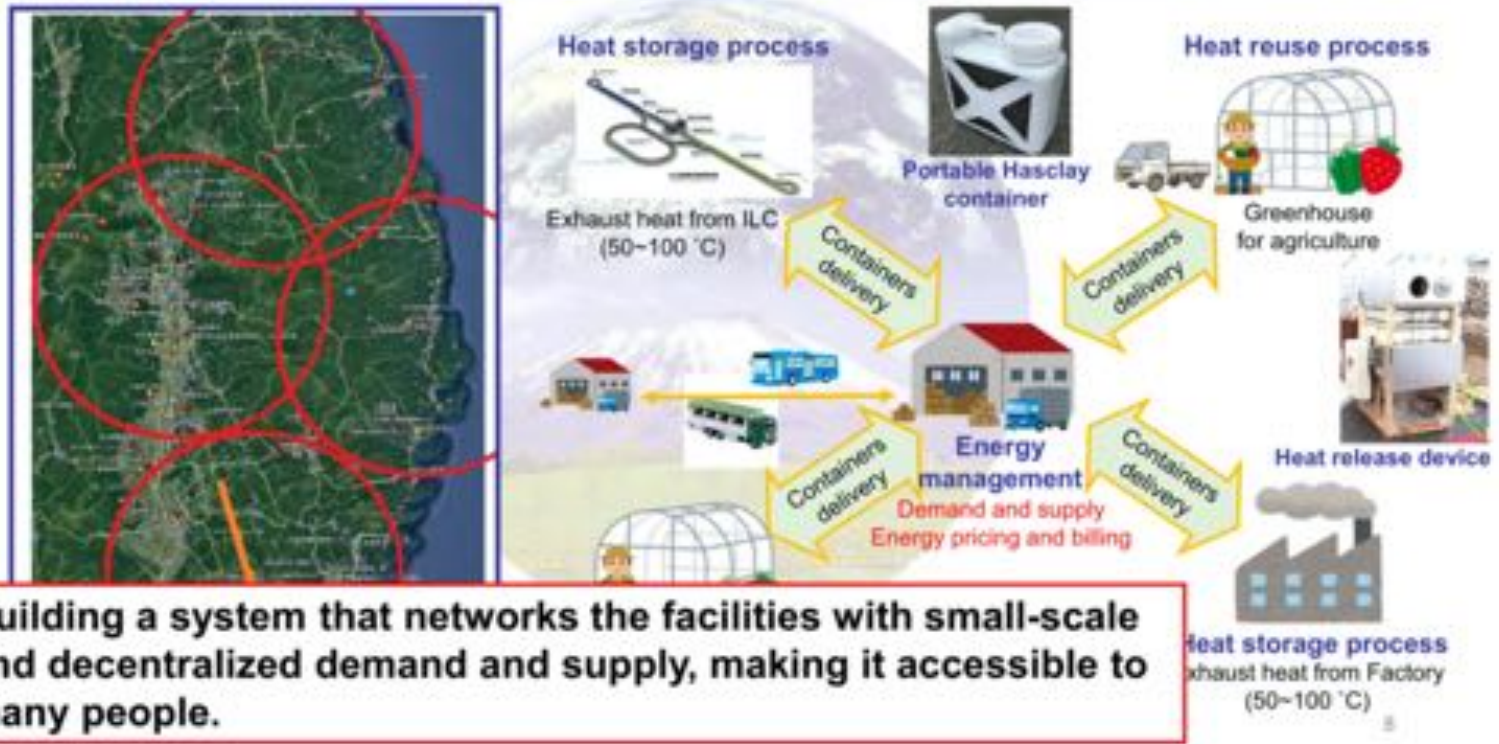 Heat storage process
Exhaust heat from ILC
(50~100 ˚C)
Portable Hasclay
container
Heat reuse process
Greenhouse
for agriculture
Containers
delivery
Containers
delivery
Heat release device
Energy
management
Demand and supply
Energy pricing and billing
Containers
delivery
Containers
delivery
uilding a system that networks the facilities with small-scale
nd decentralized demand and supply, making it accessible to
any people.
Heat storage process
xhaust heat from Factory
(50~100 ˚C)
8